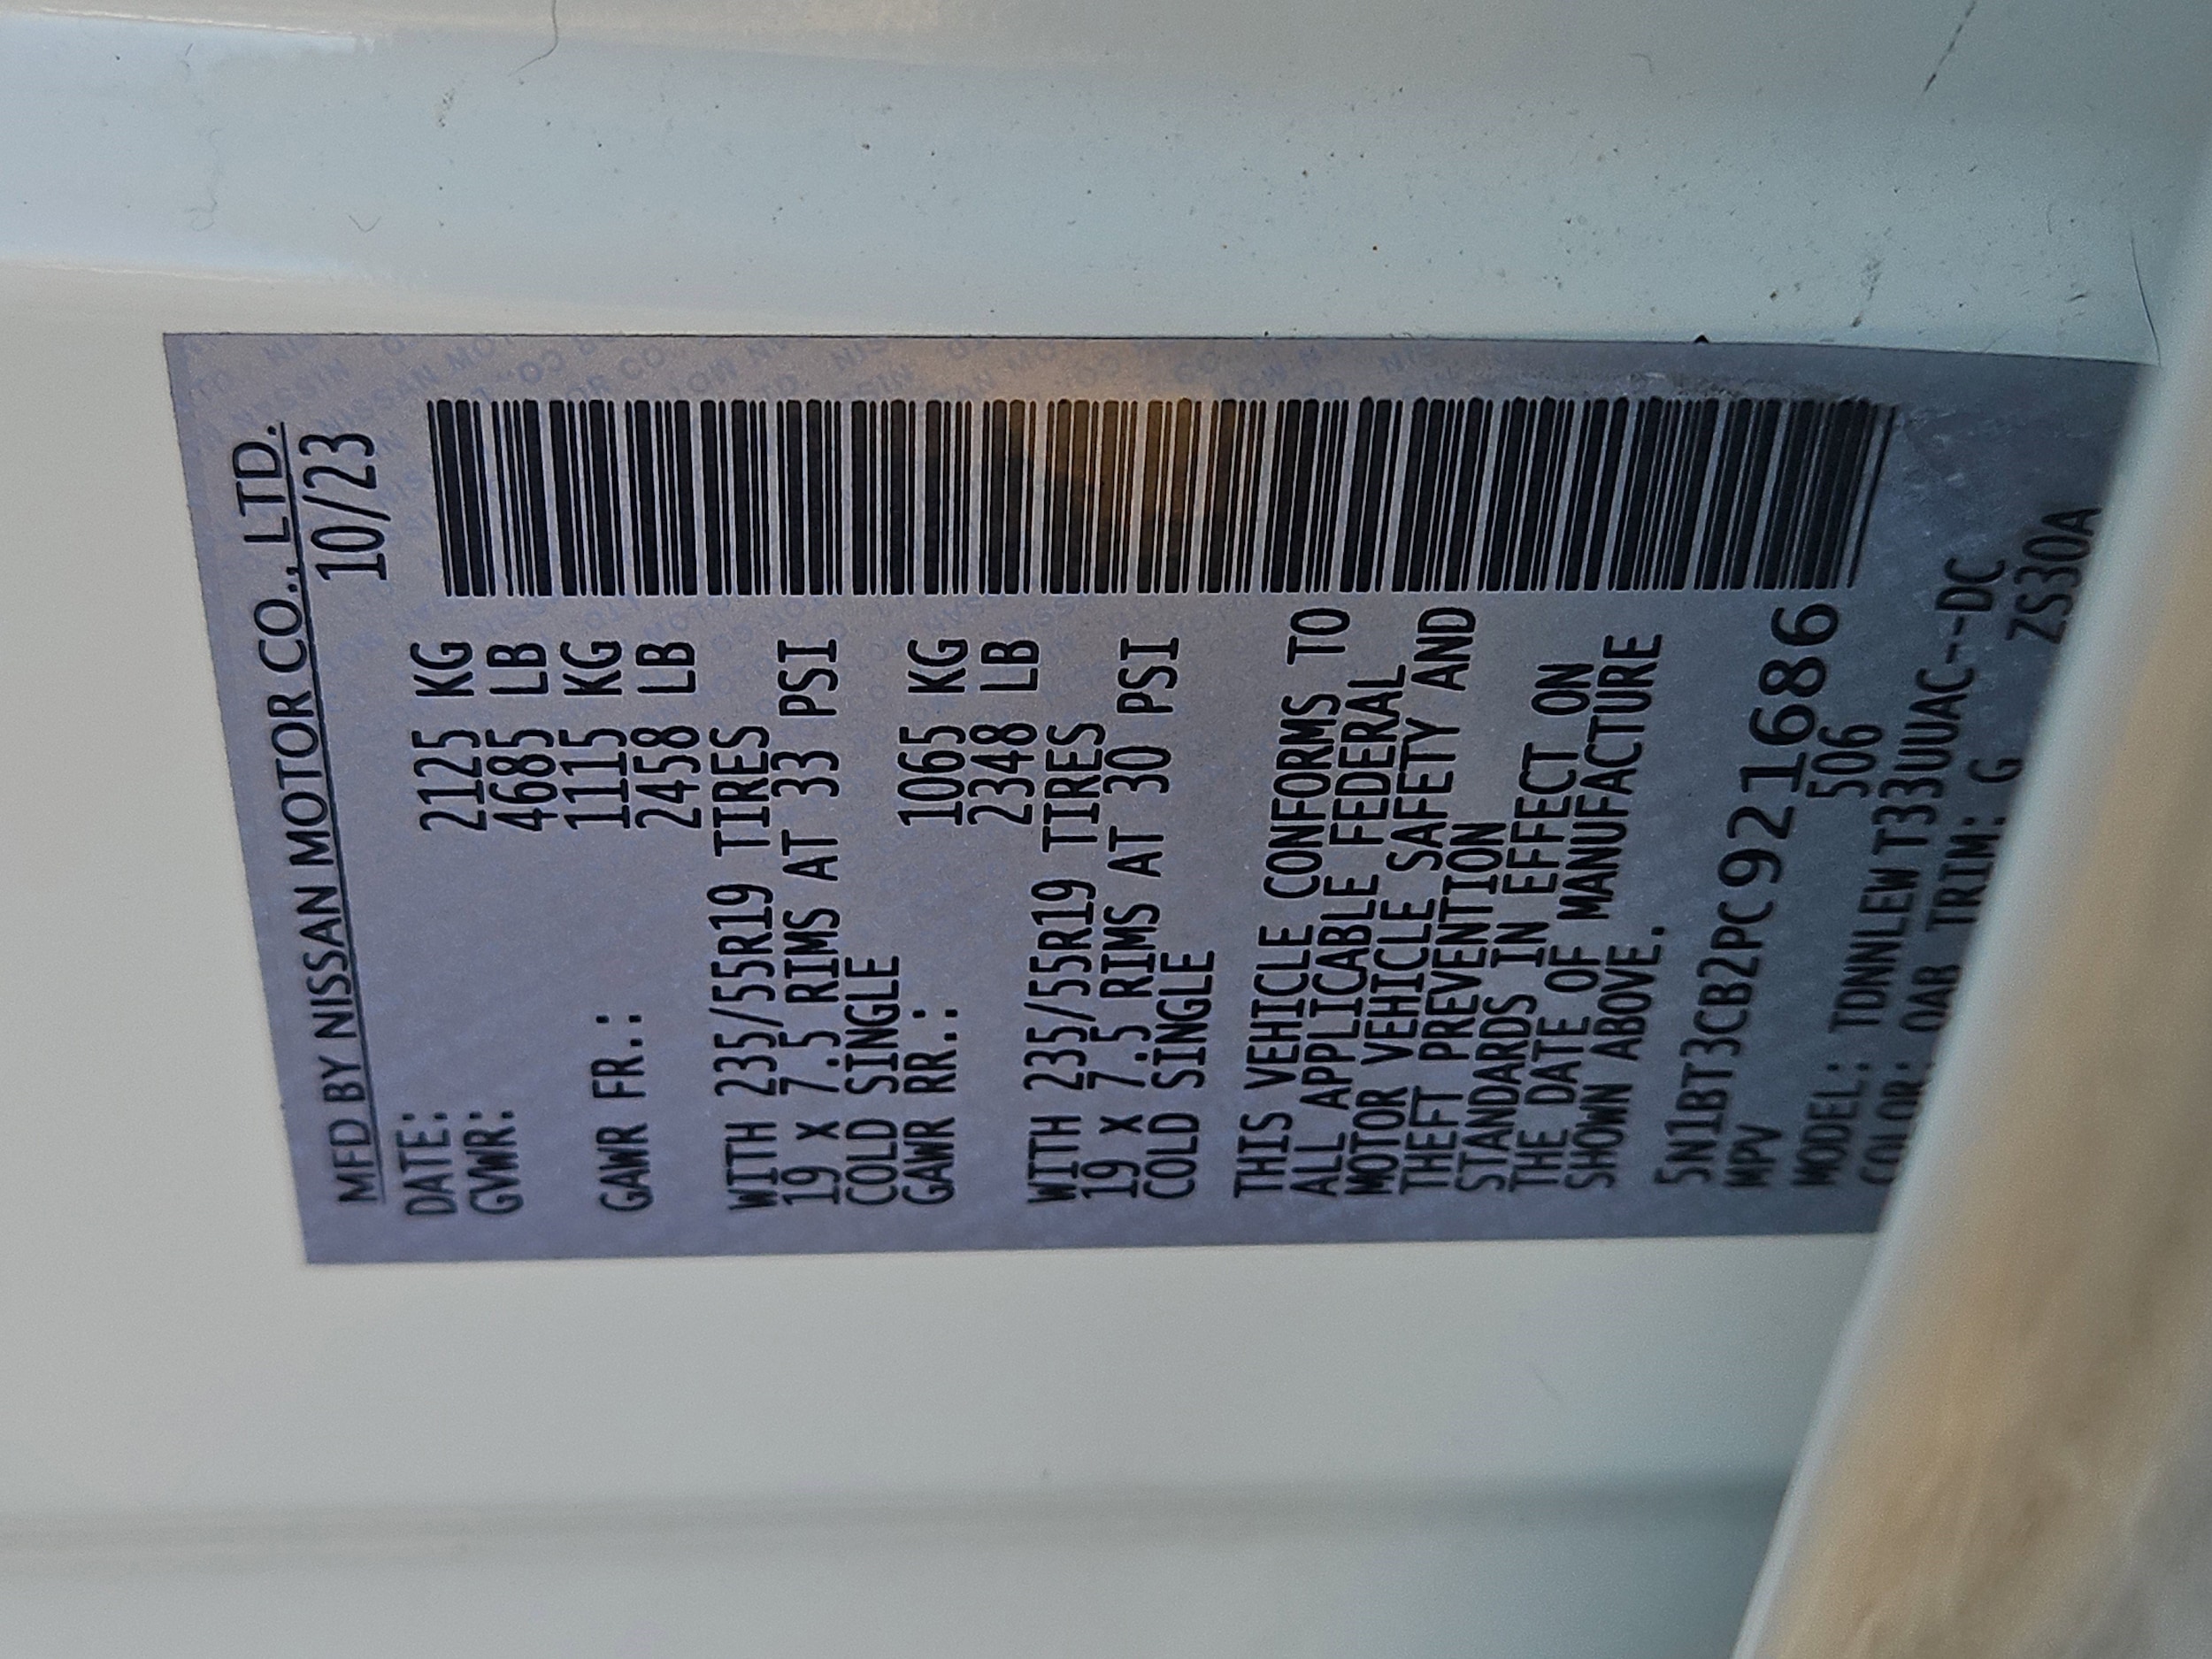 MFD BY NISSAN MOTOR CO., LTD.
DATE: 10/23
GVWR: 2125 KG
4685 LB
GAWR FR.: 1115 KG
2458 LB
WITH 235/55R19 TIRES
19 X 7.5 RIMS AT 33 PSI
COLD SINGLE
GAWR RR.: 1065 KG
2348 LB
WITH 235/55R19 TIRES
19 X 7.5 RIMS AT 30 PSI
COLD SINGLE
THIS VEHICLE CONFORMS TO
ALL APPLICABLE FEDERAL
MOTOR VEHICLE SAFETY AND
THEFT PREVENTION
STANDARDS IN EFFECT ON
THE DATE OF MANUFACTURE
SHOWN ABOVE.
5N1BT3CB2PC921686
MPV 506
MODEL: TDNNLEW T33UUAC--DC
COLOR: QAB TRIM: G ZS30A